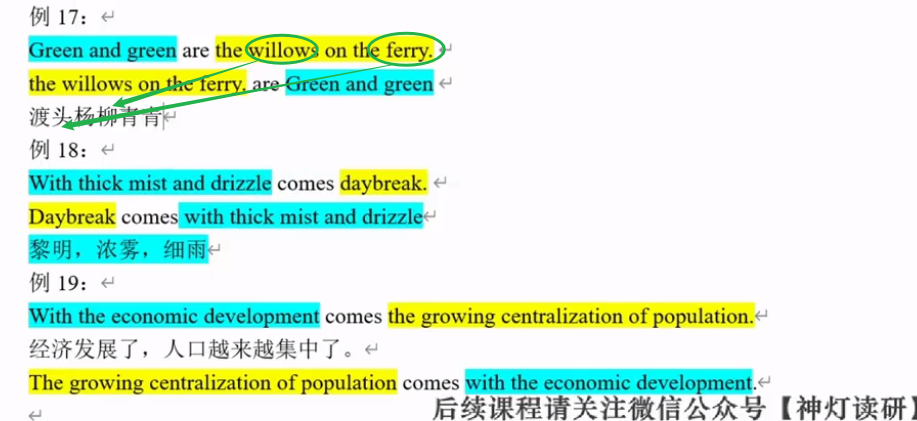 例 17：
Green and green are the willows on the ferry.
the willows on the ferry. are Green and green
渡头杨柳青青
例 18：
With thick mist and drizzle comes daybreak.
Daybreak comes with thick mist and drizzle
黎明，浓雾，细雨
例 19：
With the economic development comes the growing centralization of population.
经济发展了，人口越来越集中了。
The growing centralization of population comes with the economic development.
后续课程请关注微信公众号【神灯读研】